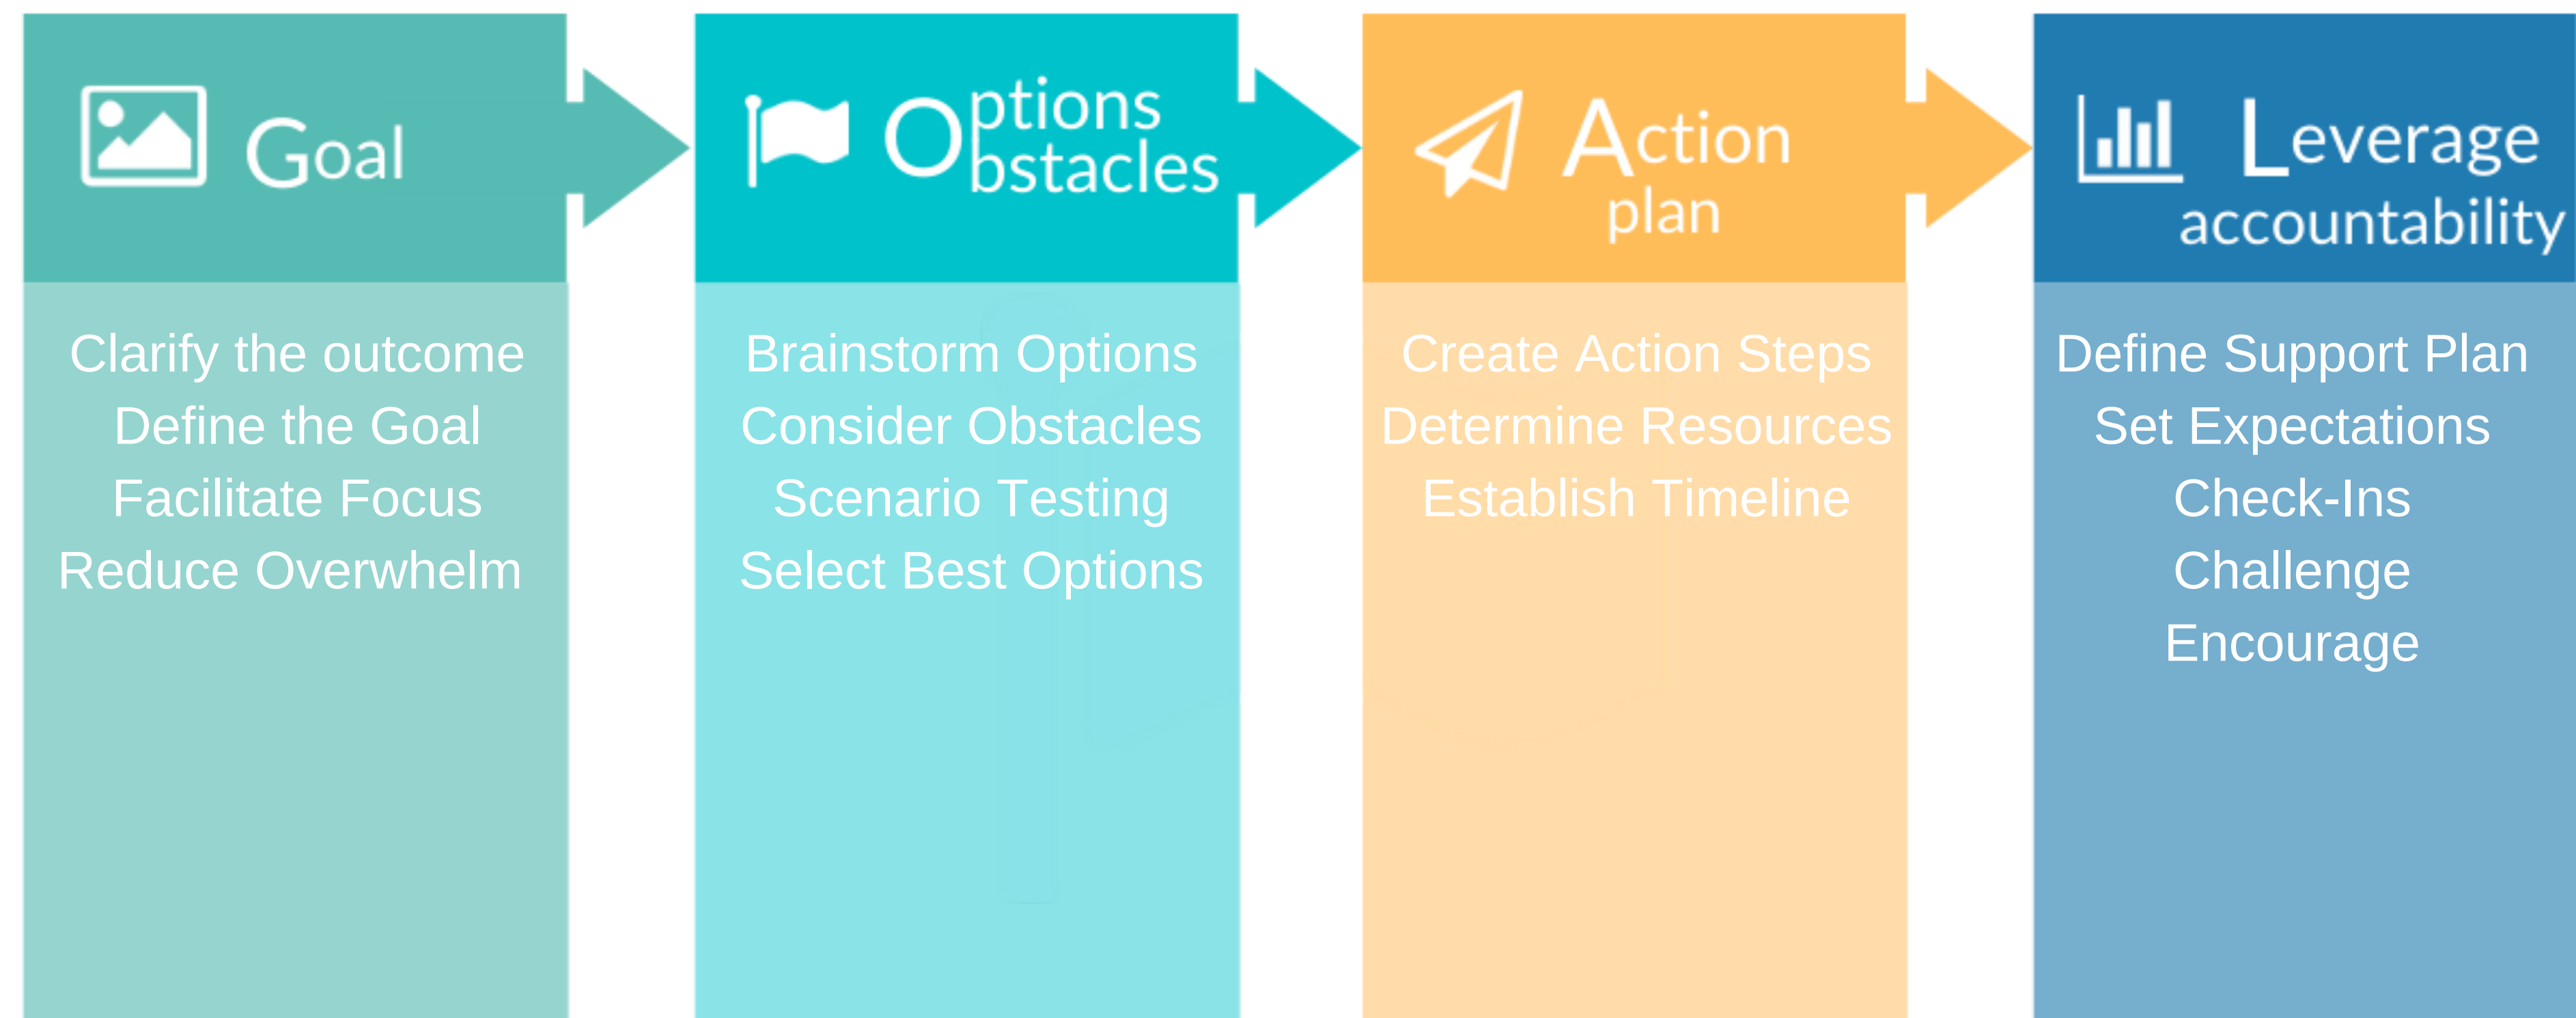 Goal
Clarify the outcome
Define the Goal
Facilitate Focus
Reduce Overwhelm
Options
Obstacles
Brainstorm Options
Consider Obstacles
Scenario Testing
Select Best Options
Action
plan
Create Action Steps
Determine Resources
Establish Timeline
Leverage
accountability
Define Support Plan
Set Expectations
Check-Ins
Challenge
Encourage